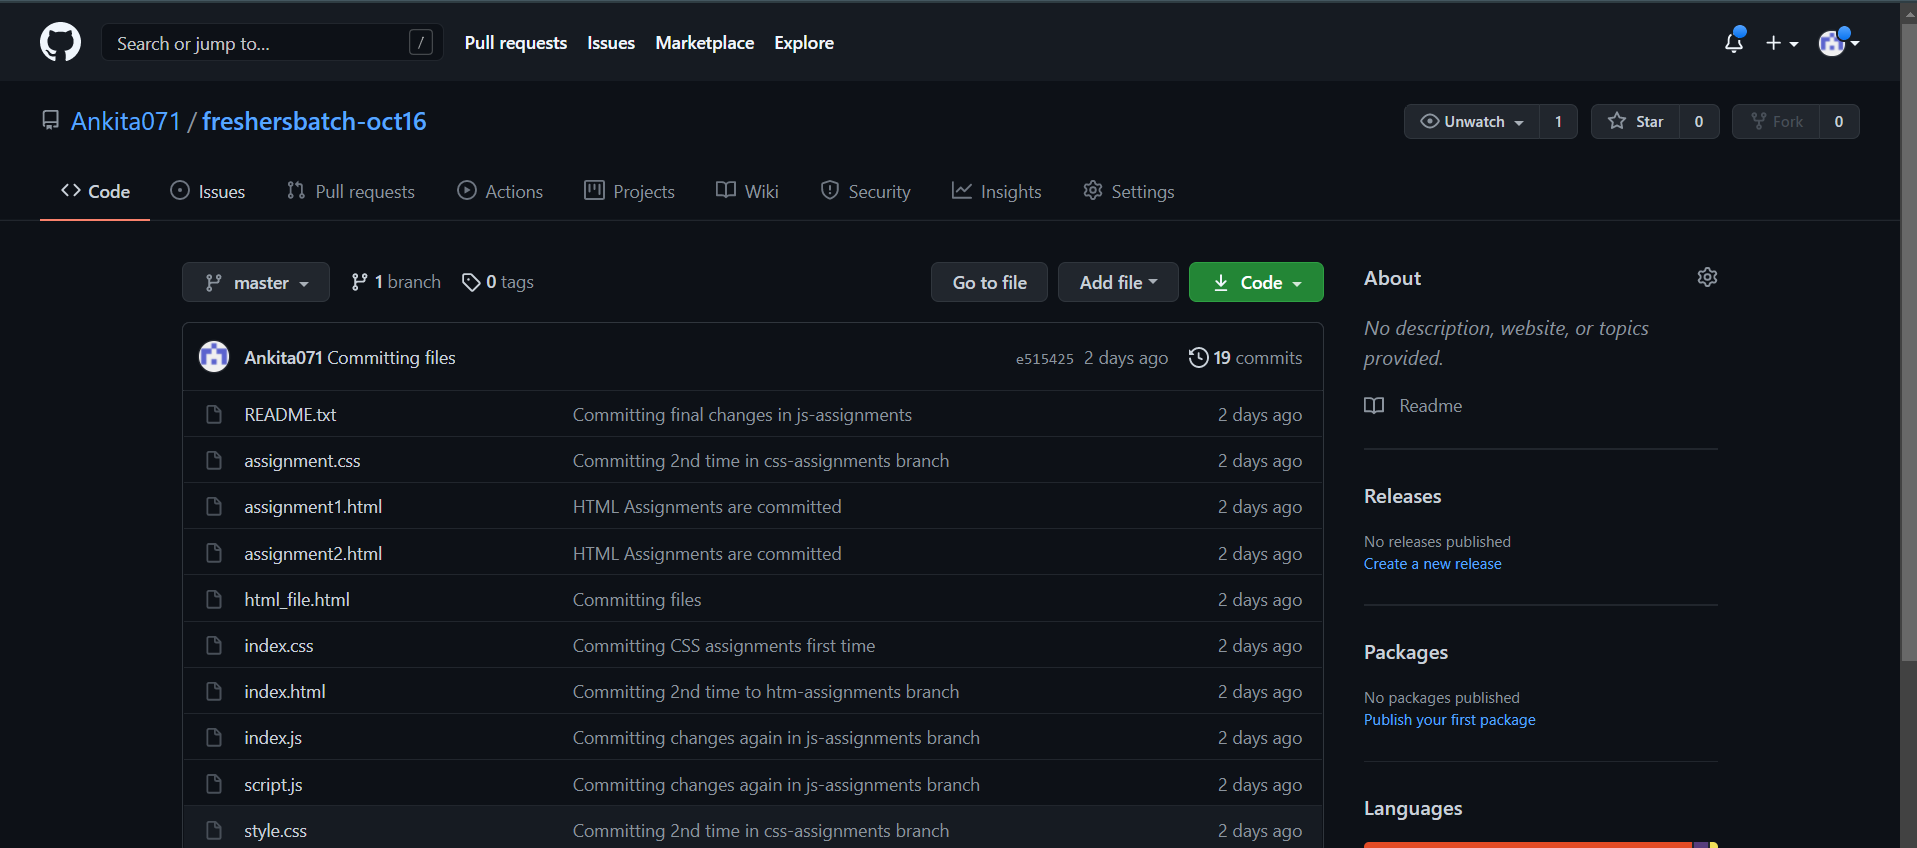 Search or jump to... /
Pull requests Issues Marketplace Explore
Ankita071 / freshersbatch-oct16
Unwatch 1 Star 0 Fork 0
Code Issues Pull requests Actions Projects Wiki Security Insights Settings
master 1 branch 0 tags Go to file Add file Code
Ankita071 Committing files e515425 2 days ago 19 commits
README.txt Committing final changes in js-assignments 2 days ago
assignment.css Committing 2nd time in css-assignments branch 2 days ago
assignment1.html HTML Assignments are committed 2 days ago
assignment2.html HTML Assignments are committed 2 days ago
html_file.html Committing files 2 days ago
index.css Committing CSS assignments first time 2 days ago
index.html Committing 2nd time to htm-assignments branch 2 days ago
index.js Committing changes again in js-assignments branch 2 days ago
script.js Committing changes again in js-assignments branch 2 days ago
style.css Committing 2nd time in css-assignments branch 2 days ago
About
No description, website, or topics
provided.
Readme
Releases
No releases published
Create a new release
Packages
No packages published
Publish your first package
Languages